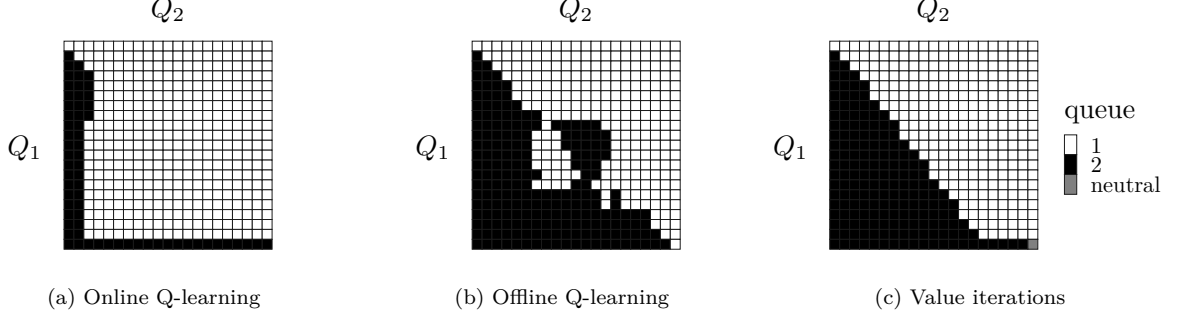 Q2 Q2 Q2
Q1 Q1 Q1
queue
1
2
neutral
(a) Online Q-learning (b) Offline Q-learning (c) Value iterations